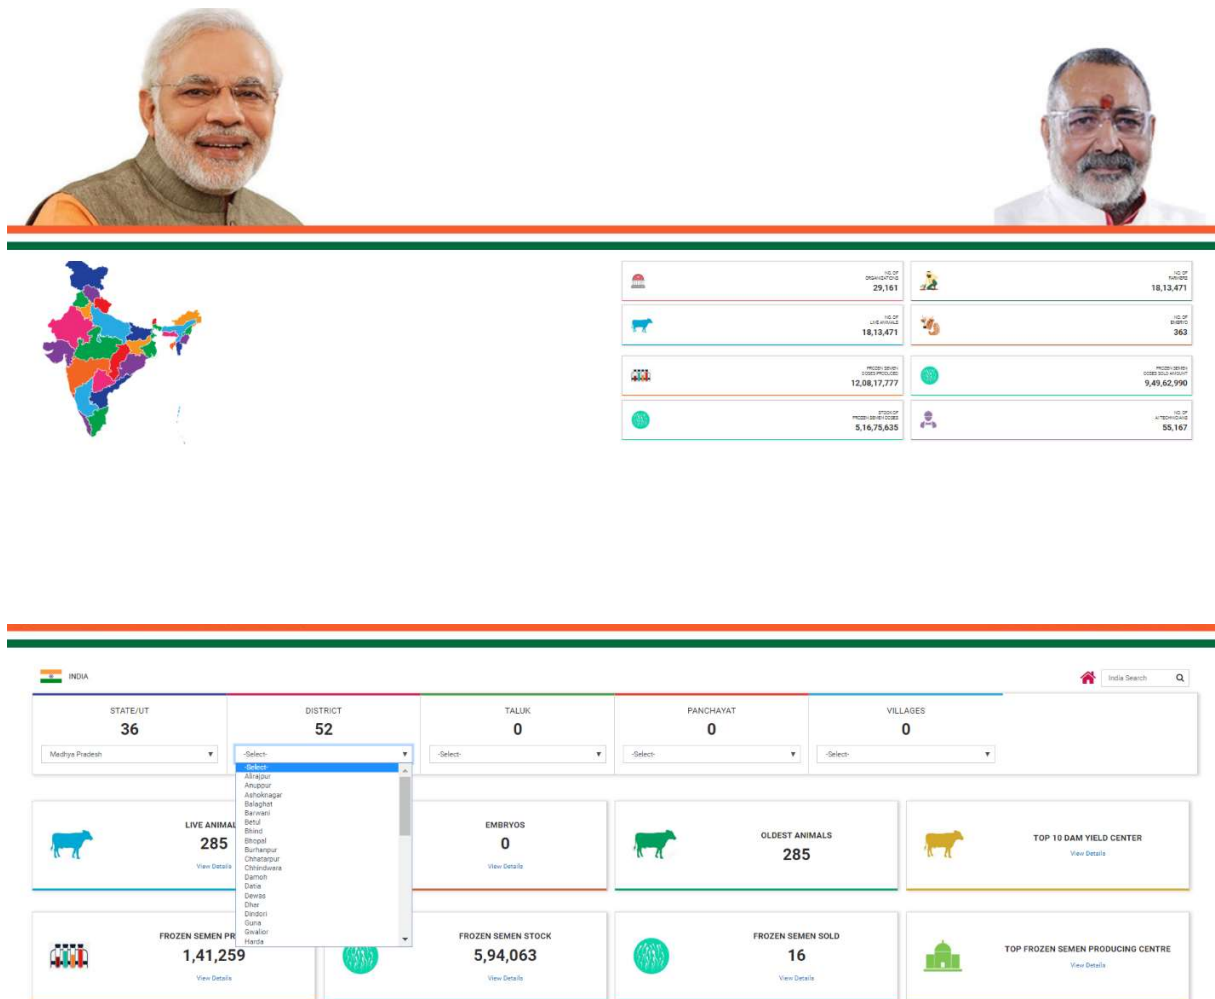 NO. OF
ORGANIZATIONS
29,161
NO. OF
FARMERS
18,13,471
NO. OF
LIVE ANIMALS
18,13,471
NO. OF
EMBRYO
363
FROZEN SEMEN
DOSES PRODUCED
12,08,17,777
FROZEN SEMEN
DOSES SOLD AMOUNT
9,49,62,990
STOCK OF
FROZEN SEMEN DOSES
5,16,75,635
NO. OF
AI TECHNICIANS
55,167
INDIA
India Search
STATE/UT
36
Madhya Pradesh
DISTRICT
52
-Select-
TALUK
0
-Select-
PANCHAYAT
0
-Select-
VILLAGES
0
-Select-
-Select-
Alirajpur
Anuppur
Ashoknagar
Balaghat
Barwani
Betul
Bhind
Bhopal
Burhanpur
Chhatarpur
Chhindwara
Damoh
Datia
Dewas
Dhar
Dindori
Guna
Gwalior
Harda
LIVE ANIMAL
285
View Details
EMBRYOS
0
View Details
OLDEST ANIMALS
285
TOP 10 DAM YIELD CENTER
View Details
FROZEN SEMEN PR
1,41,259
View Details
FROZEN SEMEN STOCK
5,94,063
View Details
FROZEN SEMEN SOLD
16
View Details
TOP FROZEN SEMEN PRODUCING CENTRE
View Details